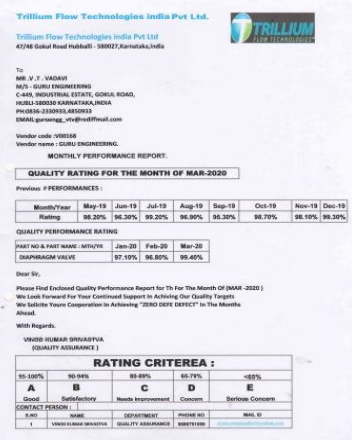 Trillium Flow Technologies india Pvt Ltd.
TRILLIUM
FLOW TECHNOLOGIES
Trillium Flow Technologies india Pvt Ltd
47/48 Gokul Road Hubballi - 580027,Karnataka,india
To
MR .V .T . VADAVI
M/S - GURU ENGINEERING
C-449, INDUSTRIAL ESTATE, GOKUL ROAD,
HUBLI-580030 KARNATAKA,INDIA
PH:0836-2330933,4850933
EMAIL:guruengg_vtv@rediffmail.com
Vendor code :V00168
Vendor name : GURU ENGINEERING.
MONTHLY PERFORMANCE REPORT.
QUALITY RATING FOR THE MONTH OF MAR-2020
Previous # PERFORMANCES :
Month/Year May-19 Jun-19 Jul-19 Aug-19 Sep-19 Oct-19 Nov-19 Dec-19
Rating 98.20% 96.30% 99.20% 96.90% 95.30% 98.70% 98.10% 99.30%
QUALITY PERFORMANCE RATING
PART NO & PART NAME : MTH/YR Jan-20 Feb-20 Mar-20
DIAPHRAGM VALVE 97.10% 96.80% 99.40%
Dear Sir,
Please Find Enclosed Quality Performance Report for Th For The Month Of (MAR -2020 )
We Look Forward For Your Continued Support In Achiving Our Quality Targets
We Solicite Youre Cooperation In Achieving "ZERO DEFE DEFECT" In The Months
Ahead.
With Regards.
VINOD KUMAR SRIVADTVA
(QUALITY ASSURANCE )
RATING CRITEREA :
95-100% 90-94% 80-89% 66-79% <65%
A B C D E
Good Satisfactory Needs Improvement Concern Serious Concern
CONTACT PERSON :
S.NO NAME DEPARTMENT PHONE NO MAIL ID
1 VINOD KUMAR SRIVATVA QUALITY ASSURANCE